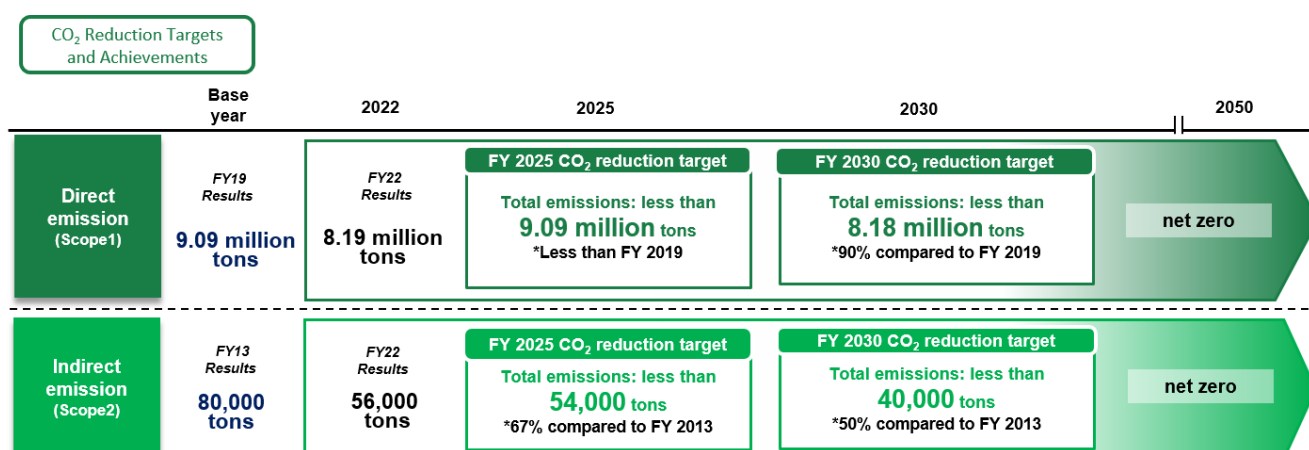 CO₂ Reduction Targets
and Achievements
Base
year
2022
2025
2030
2050
Direct
emission
(Scope1)
FY19
Results
9.09 million
tons
FY22
Results
8.19 million
tons
FY 2025 CO₂ reduction target
Total emissions: less than
9.09 million tons
*Less than FY 2019
FY 2030 CO₂ reduction target
Total emissions: less than
8.18 million tons
*90% compared to FY 2019
net zero
Indirect
emission
(Scope2)
FY13
Results
80,000
tons
FY22
Results
56,000
tons
FY 2025 CO₂ reduction target
Total emissions: less than
54,000 tons
*67% compared to FY 2013
FY 2030 CO₂ reduction target
Total emissions: less than
40,000 tons
*50% compared to FY 2013
net zero